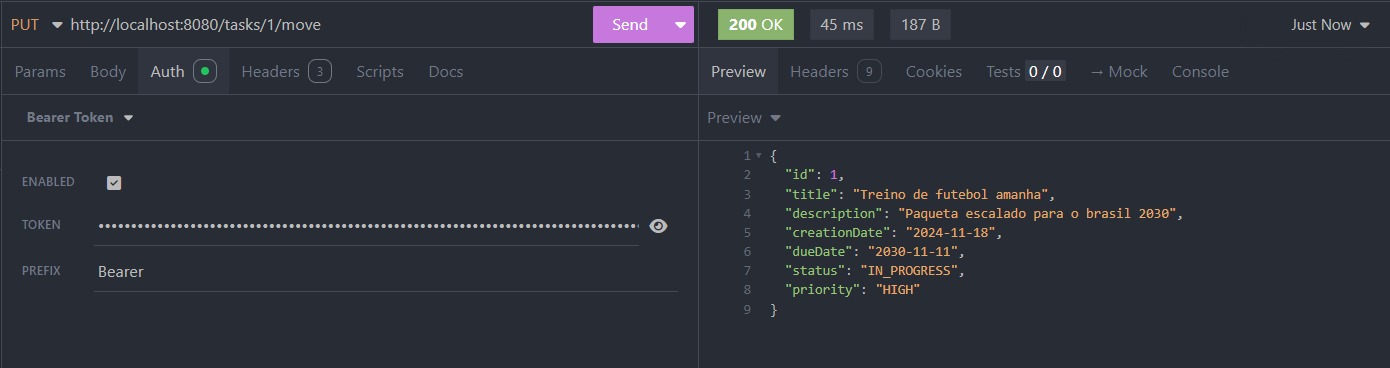 PUT http://localhost:8080/tasks/1/move Send 200 OK 45 ms 187 B Just Now
Params Body Auth Headers 3 Scripts Docs
Preview Headers 9 Cookies Tests 0 / 0 → Mock Console
Bearer Token
Preview
ENABLED
TOKEN ••••••••••••••••••••••••••••••••••••••••••••••••••••••••••••••••••••••••••••••••
PREFIX Bearer
1 {
2 "id": 1,
3 "title": "Treino de futebol amanha",
4 "description": "Paqueta escalado para o brasil 2030",
5 "creationDate": "2024-11-18",
6 "dueDate": "2030-11-11",
7 "status": "IN_PROGRESS",
8 "priority": "HIGH"
9 }